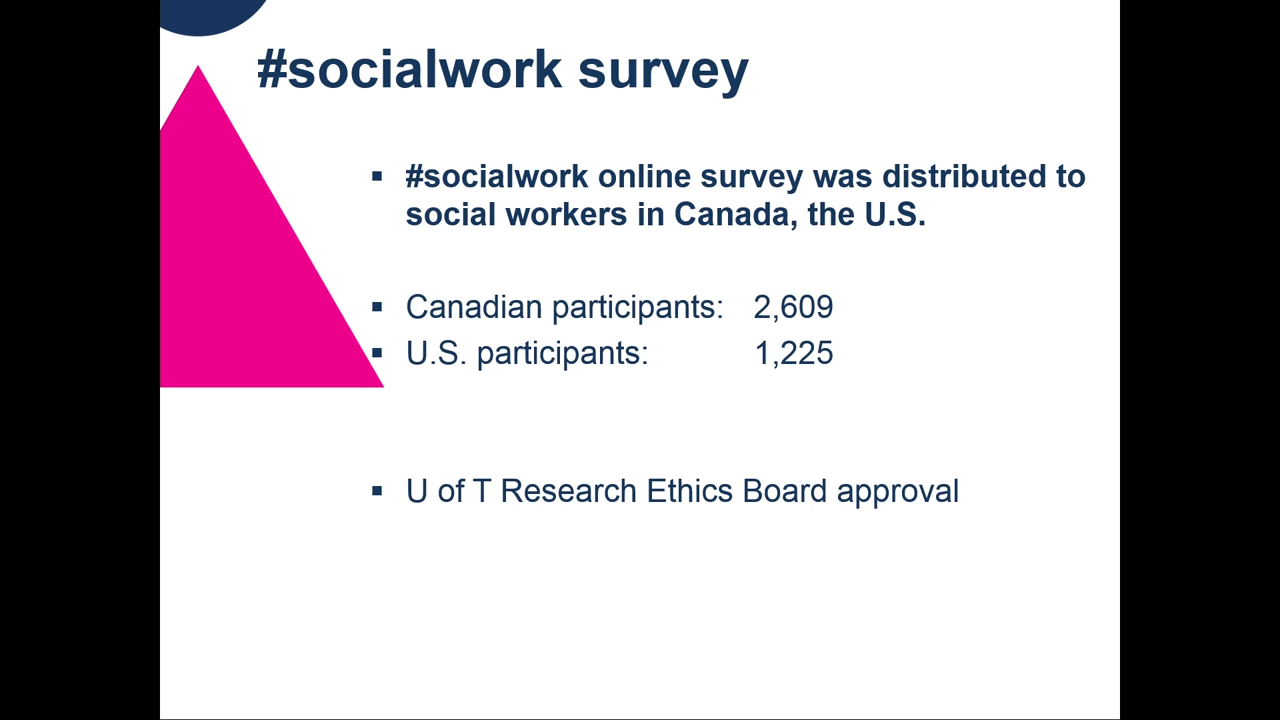 #socialwork survey
▪ #socialwork online survey was distributed to
social workers in Canada, the U.S.
▪ Canadian participants: 2,609
▪ U.S. participants: 1,225
▪ U of T Research Ethics Board approval